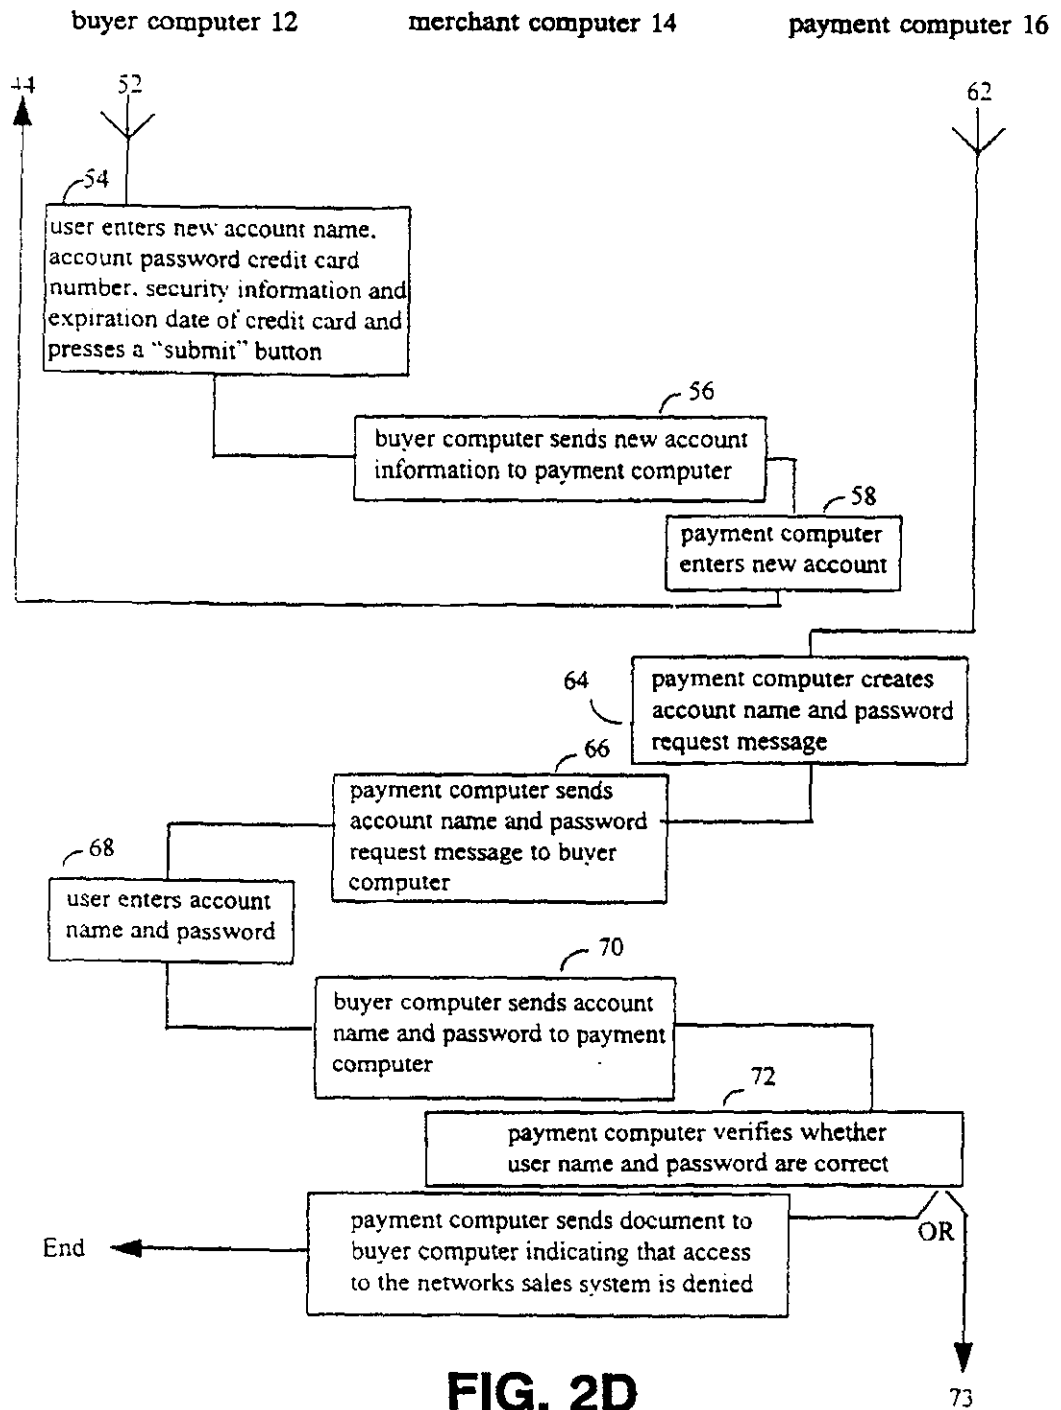 buyer computer 12 merchant computer 14 payment computer 16
44 52 62
54
user enters new account name.
account password credit card
number. security information and
expiration date of credit card and
presses a “submit” button
56
buyer computer sends new account
information to payment computer
58
payment computer
enters new account
64
payment computer creates
account name and password
request message
66
payment computer sends
account name and password
request message to buyer
computer
68
user enters account
name and password
70
buyer computer sends account
name and password to payment
computer
72
payment computer verifies whether
user name and password are correct
OR
payment computer sends document to
buyer computer indicating that access
to the networks sales system is denied
End
73
FIG. 2D